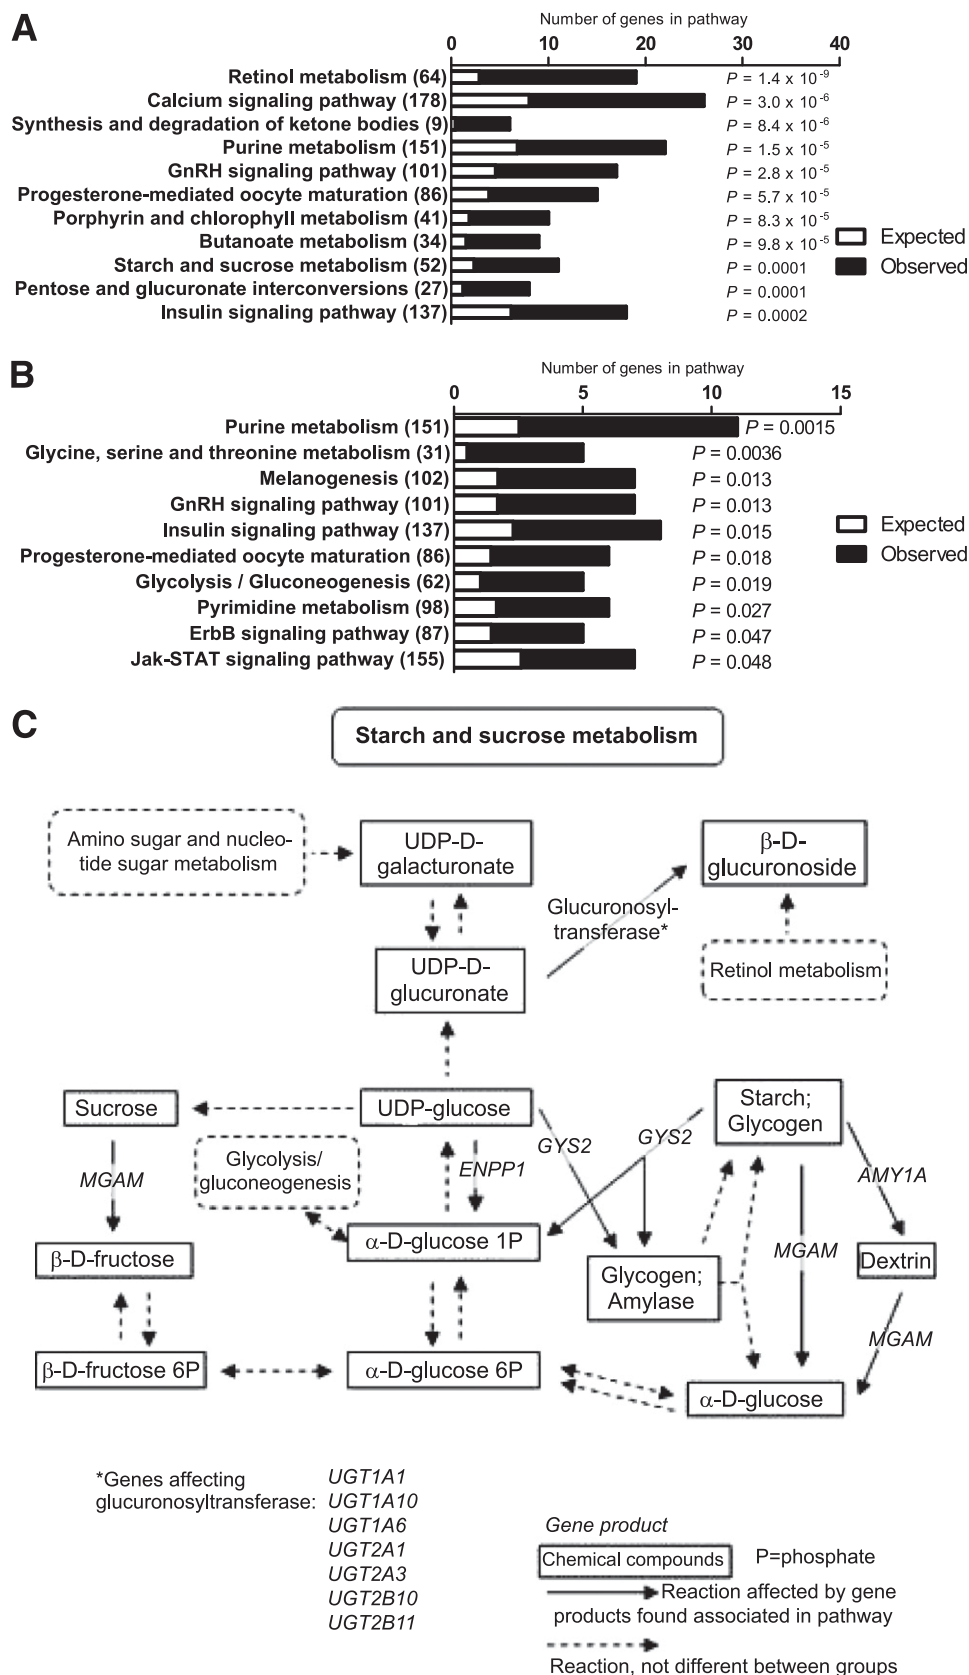 A
Number of genes in pathway
0 10 20 30 40
Retinol metabolism (64) P = 1.4 x 10-9
Calcium signaling pathway (178) P = 3.0 x 10-6
Synthesis and degradation of ketone bodies (9) P = 8.4 x 10-6
Purine metabolism (151) P = 1.5 x 10-5
GnRH signaling pathway (101) P = 2.8 x 10-5
Progesterone-mediated oocyte maturation (86) P = 5.7 x 10-5
Porphyrin and chlorophyll metabolism (41) P = 8.3 x 10-5
Butanoate metabolism (34) P = 9.8 x 10-5
Starch and sucrose metabolism (52) P = 0.0001
Pentose and glucuronate interconversions (27) P = 0.0001
Insulin signaling pathway (137) P = 0.0002
Expected
Observed
B
Number of genes in pathway
0 5 10 15
Purine metabolism (151) P = 0.0015
Glycine, serine and threonine metabolism (31) P = 0.0036
Melanogenesis (102) P = 0.013
GnRH signaling pathway (101) P = 0.013
Insulin signaling pathway (137) P = 0.015
Progesterone-mediated oocyte maturation (86) P = 0.018
Glycolysis / Gluconeogenesis (62) P = 0.019
Pyrimidine metabolism (98) P = 0.027
ErbB signaling pathway (87) P = 0.047
Jak-STAT signaling pathway (155) P = 0.048
Expected
Observed
C
Starch and sucrose metabolism
Amino sugar and nucleo-
tide sugar metabolism
UDP-D-
galacturonate
β-D-
glucuronoside
Glucuronosyl-
transferase*
UDP-D-
glucuronate
Retinol metabolism
Sucrose
UDP-glucose
Starch;
Glycogen
MGAM
Glycolysis/
gluconeogenesis
ENPP1
GYS2
GYS2
AMY1A
β-D-fructose
α-D-glucose 1P
Glycogen;
Amylase
MGAM
Dextrin
MGAM
β-D-fructose 6P
α-D-glucose 6P
α-D-glucose
*Genes affecting
glucuronosyltransferase:
UGT1A1
UGT1A10
UGT1A6
UGT2A1
UGT2A3
UGT2B10
UGT2B11
Gene product
Chemical compounds P=phosphate
Reaction affected by gene
products found associated in pathway
Reaction, not different between groups